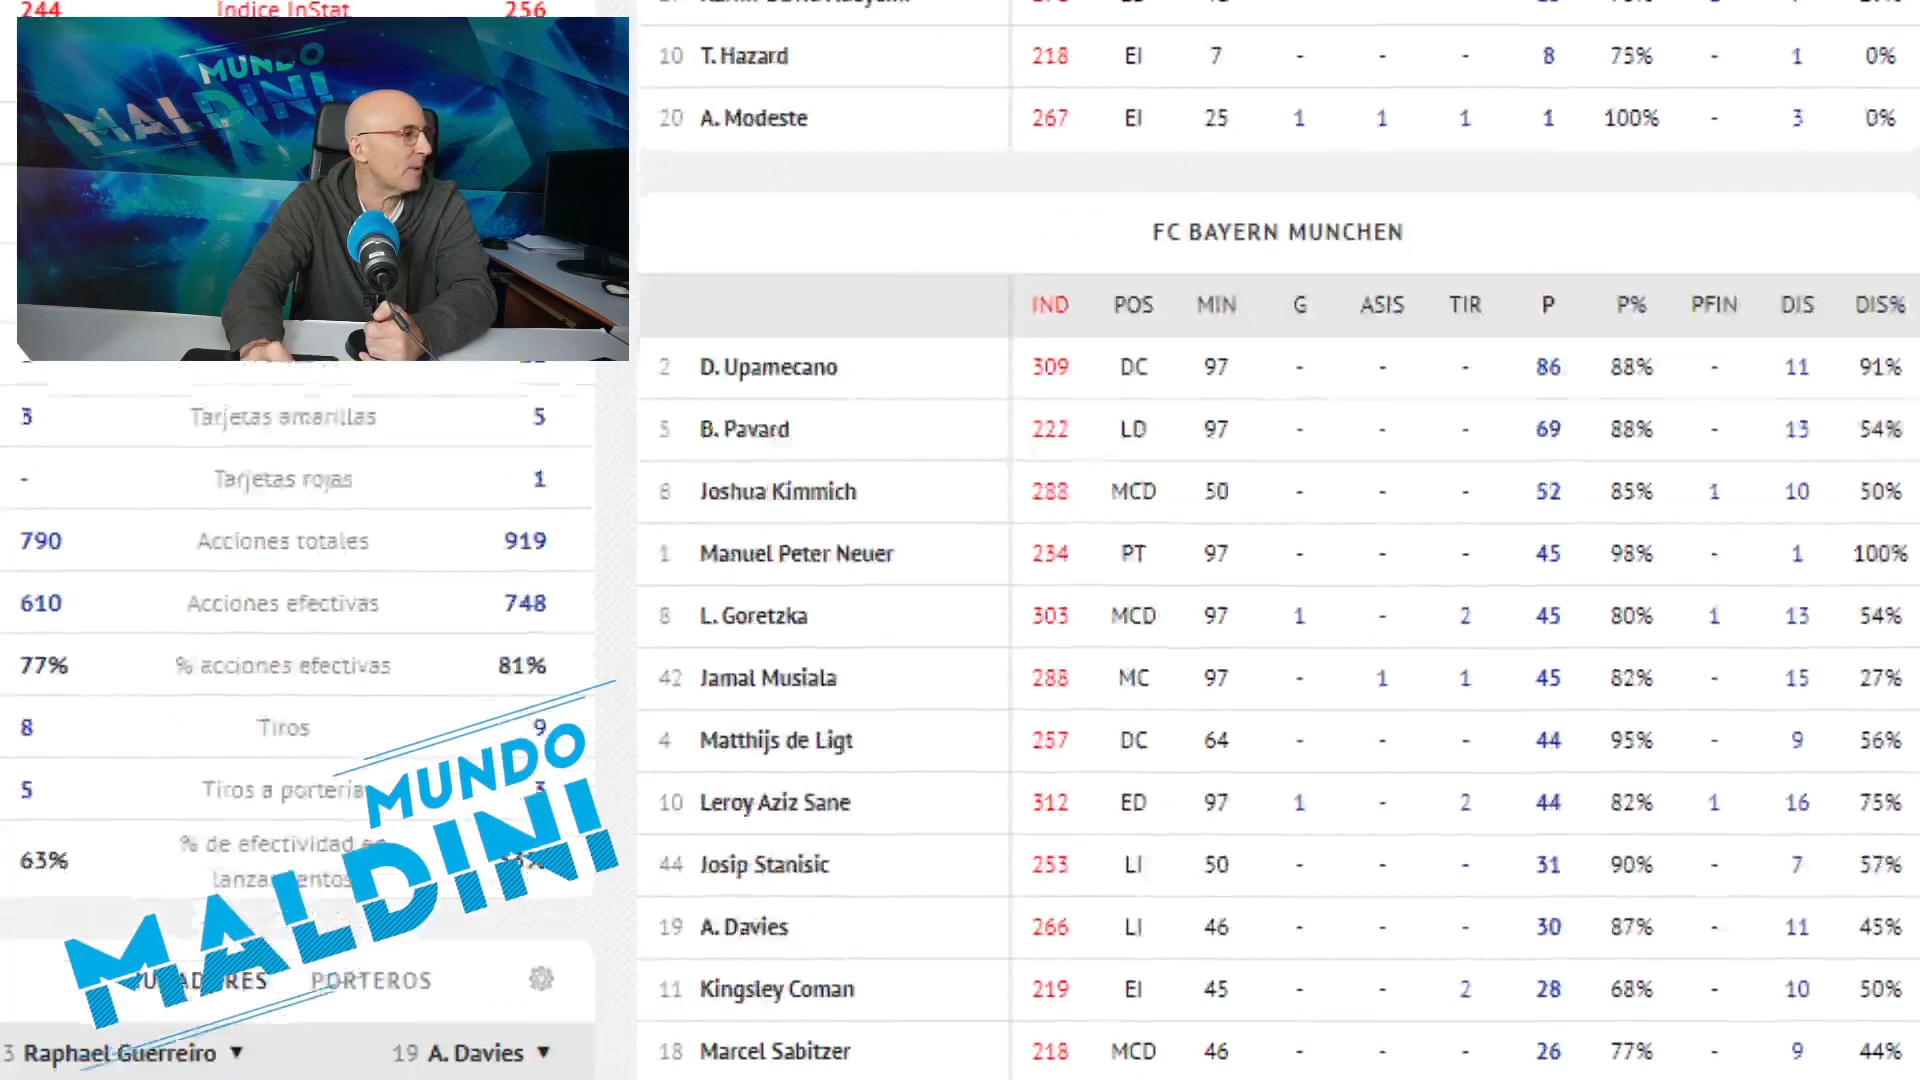 244 Índice InStat 256
MUNDO
MALDINI
3 Tarjetas amarillas 5
- Tarjetas rojas 1
790 Acciones totales 919
610 Acciones efectivas 748
77% % acciones efectivas 81%
8 Tiros 9
5 Tiros a portería 3
63% % de efectividad
lanzamientos
MUNDO
MALDINI
PORTEROS
3 Raphael Guerreiro ▼ 19 A. Davies ▼
10 T. Hazard 218 EI 7 - - - 8 75% - 1 0%
20 A. Modeste 267 EI 25 1 1 1 1 100% - 3 0%
FC BAYERN MUNCHEN
IND POS MIN G ASIS TIR P P% PFIN DIS DIS%
2 D. Upamecano 309 DC 97 - - - 86 88% - 11 91%
5 B. Pavard 222 LD 97 - - - 69 88% - 13 54%
6 Joshua Kimmich 288 MCD 50 - - - 52 85% 1 10 50%
1 Manuel Peter Neuer 234 PT 97 - - - 45 98% - 1 100%
8 L. Goretzka 303 MCD 97 1 - 2 45 80% 1 13 54%
42 Jamal Musiala 288 MC 97 - 1 1 45 82% - 15 27%
4 Matthijs de Ligt 257 DC 64 - - - 44 95% - 9 56%
10 Leroy Aziz Sane 312 ED 97 1 - 2 44 82% 1 16 75%
44 Josip Stanisic 253 LI 50 - - - 31 90% - 7 57%
19 A. Davies 266 LI 46 - - - 30 87% - 11 45%
11 Kingsley Coman 219 EI 45 - - 2 28 68% - 10 50%
18 Marcel Sabitzer 218 MCD 46 - - - 26 77% - 9 44%